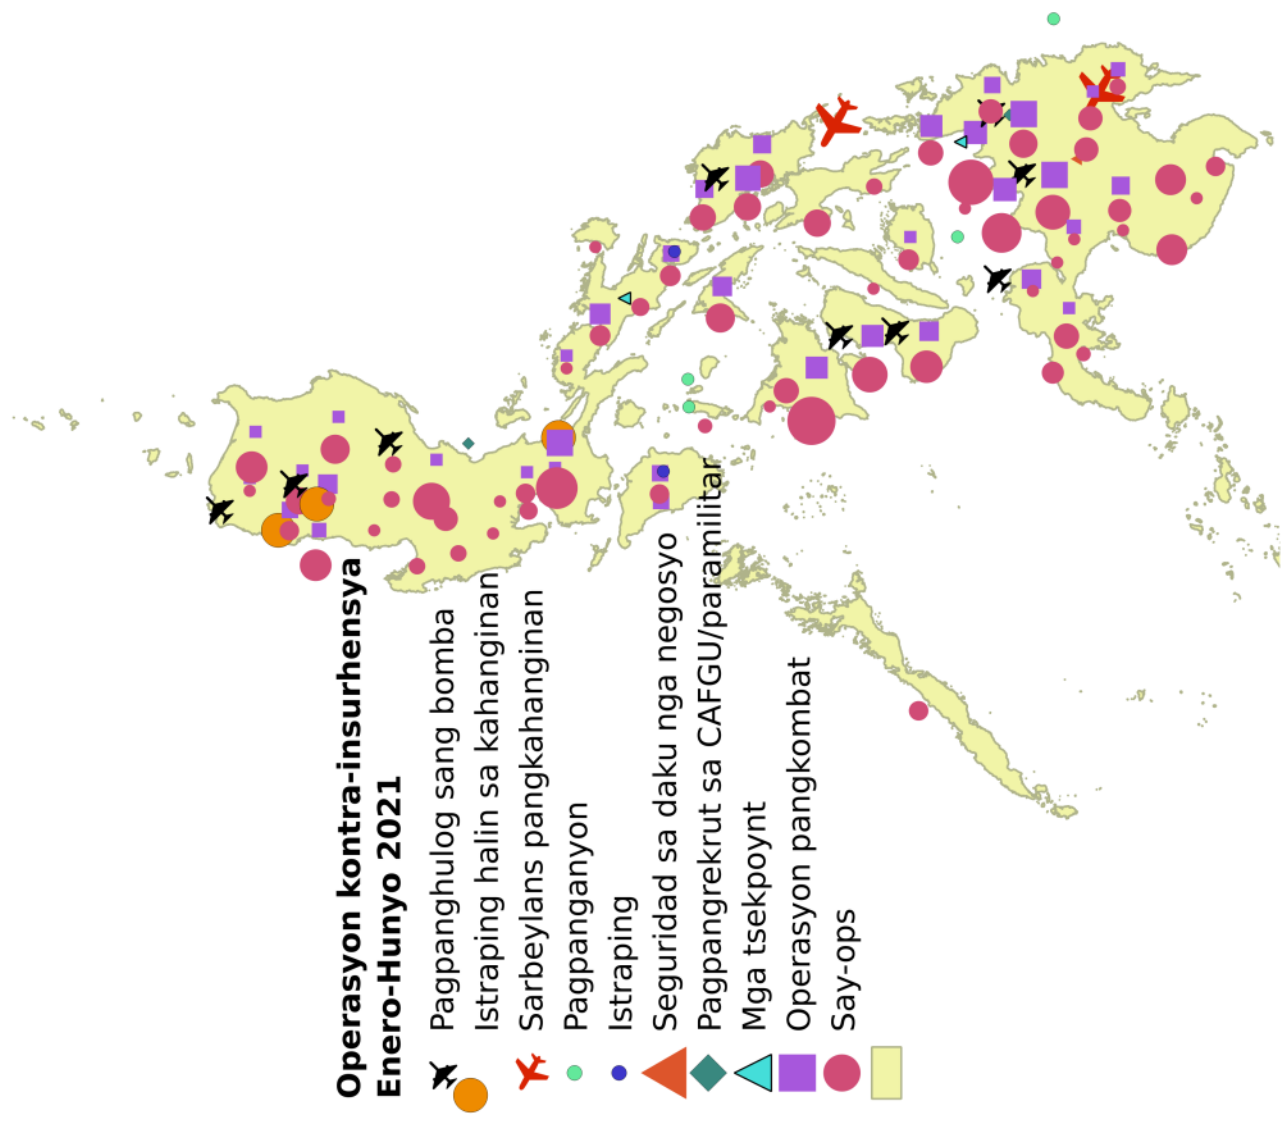 Operasyon kontra-insurhensya
Enero-Hunyo 2021
Pagpanghulog sang bomba
Istraping halin sa kahanginan
Sarbeylans pangkahanginan
Pagpanganyon
Istraping
Seguridad sa daku nga negosyo
Pagpangrekrut sa CAFGU/paramilitar
Mga tsekpoynt
Operasyon pangkombat
Say-ops